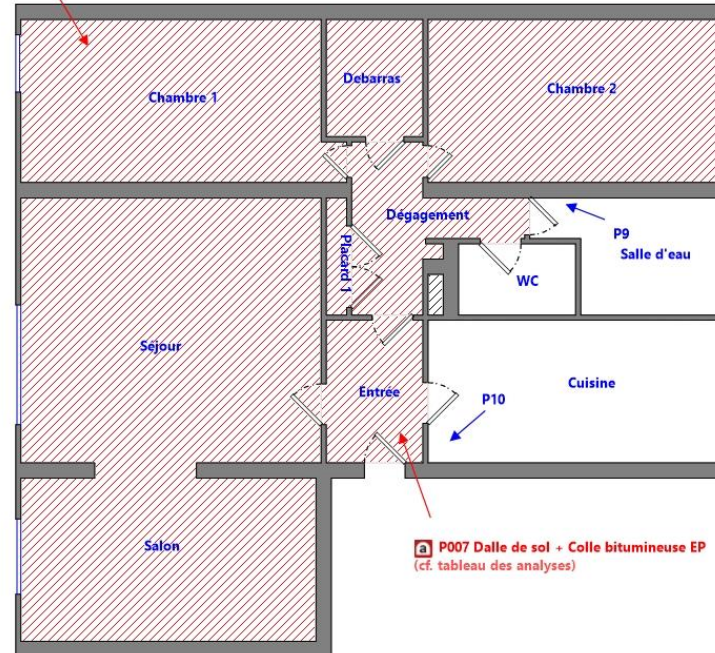 Debarras
Chambre 1
Chambre 2
Dégagement
P9
Salle d'eau
Placard 1
WC
Séjour
Entrée
Cuisine
P10
Salon
a P007 Dalle de sol + Colle bitumineuse EP
(cf. tableau des analyses)